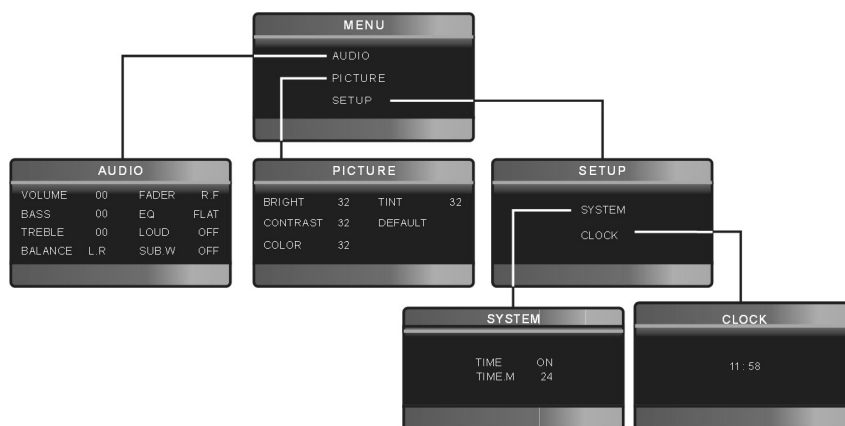 MENU
AUDIO
PICTURE
SETUP
AUDIO
VOLUME 00 FADER R.F
BASS 00 EQ FLAT
TREBLE 00 LOUD OFF
BALANCE L.R SUB.W OFF
PICTURE
BRIGHT 32 TINT 32
CONTRAST 32 DEFAULT
COLOR 32
SETUP
SYSTEM
CLOCK
SYSTEM
TIME ON
TIME.M 24
CLOCK
11 : 58